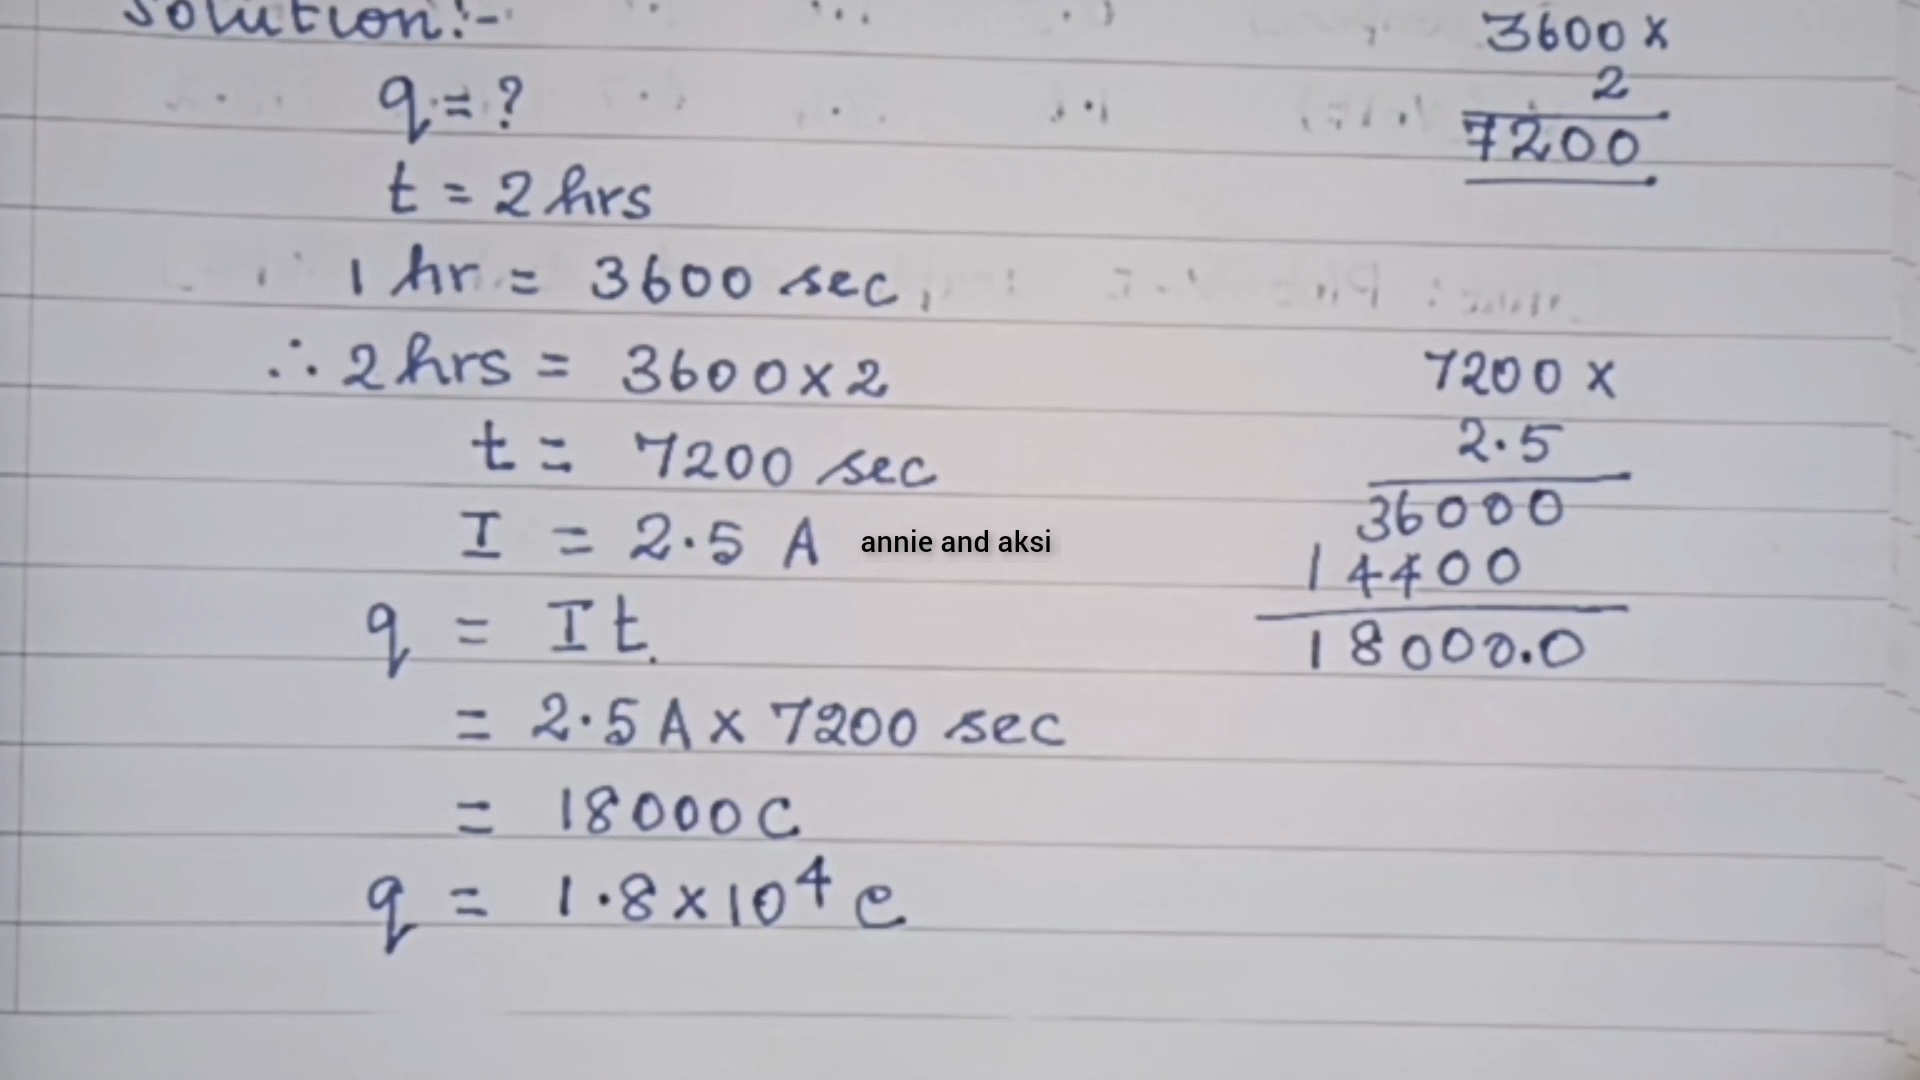 Solution:-
q = ?
t = 2 hrs
1 hr = 3600 sec,
∴ 2 hrs = 3600 x 2
t = 7200 sec
I = 2.5 A
annie and aksi
q = It.
= 2.5 A x 7200 sec
= 18000 C
q = 1.8 x 10⁴ C
3600 x
2
7200
7200 x
2.5
36000
14400
18000.0